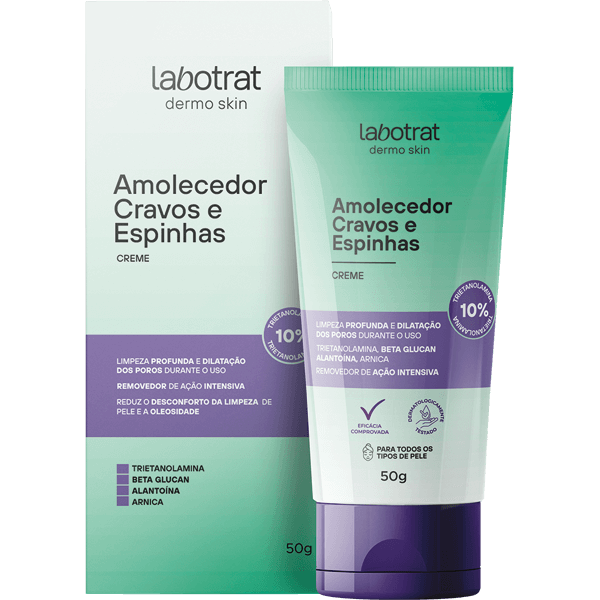 labotrat
dermo skin
Amolecedor
Cravos e
Espinhas
CREME
TRIETANOLAMINA
10%
TRIETANOLAMINA
LIMPEZA PROFUNDA E DILATAÇÃO
DOS POROS DURANTE O USO
REMOVEDOR DE AÇÃO INTENSIVA
REDUZ O DESCONFORTO DA LIMPEZA DE
PELE E A OLEOSIDADE
TRIETANOLAMINA
BETA GLUCAN
ALANTOÍNA
ARNICA
50g
labotrat
dermo skin
Amolecedor
Cravos e
Espinhas
CREME
TRIETANOLAMINA
10%
TRIETANOLAMINA
LIMPEZA PROFUNDA E DILATAÇÃO
DOS POROS DURANTE O USO
TRIETANOLAMINA, BETA GLUCAN
ALANTOÍNA, ARNICA
REMOVEDOR DE AÇÃO INTENSIVA
EFICÁCIA
COMPROVADA
DERMATOLOGICAMENTE
TESTADO
PARA TODOS OS
TIPOS DE PELE
50g